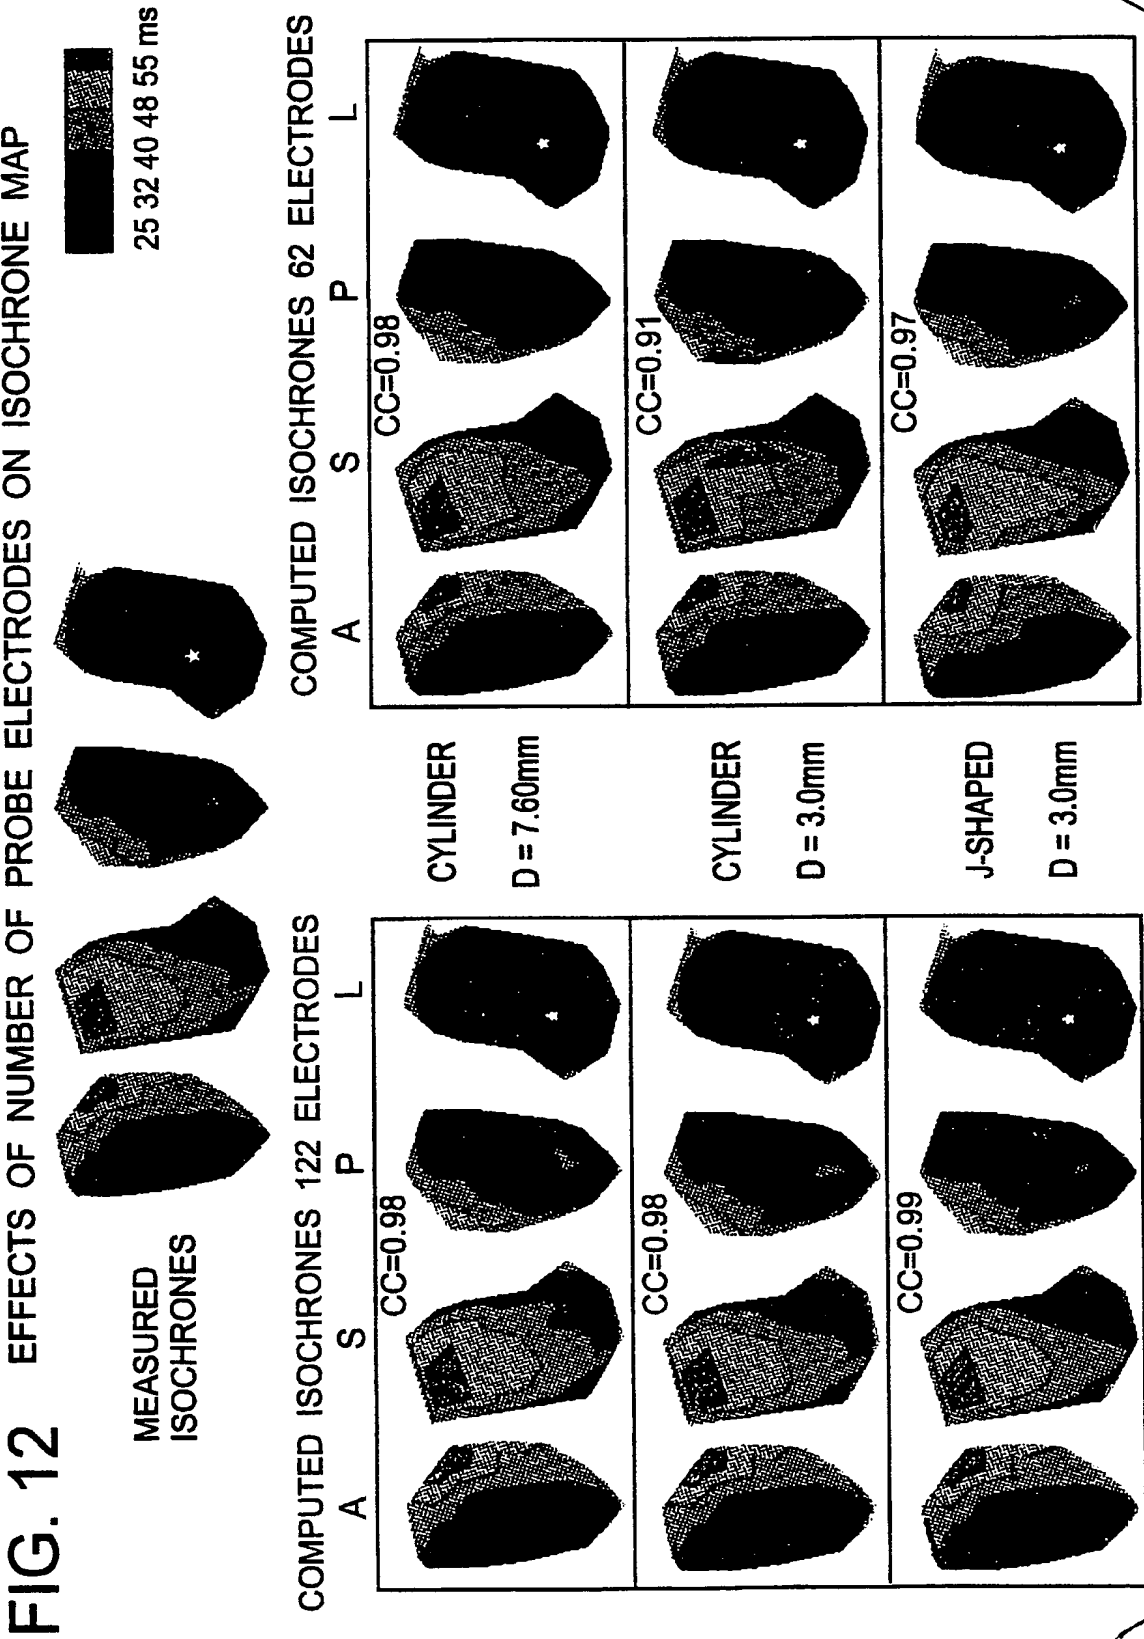 FIG. 12 EFFECTS OF NUMBER OF PROBE ELECTRODES ON ISOCHRONE MAP
MEASURED
ISOCHRONES
25 32 40 48 55 ms
COMPUTED ISOCHRONES 122 ELECTRODES
A S P L
CC=0.98
CC=0.98
CC=0.99
CYLINDER
D = 7.60mm
CYLINDER
D = 3.0mm
J-SHAPED
D = 3.0mm
COMPUTED ISOCHRONES 62 ELECTRODES
A S P L
CC=0.98
CC=0.91
CC=0.97